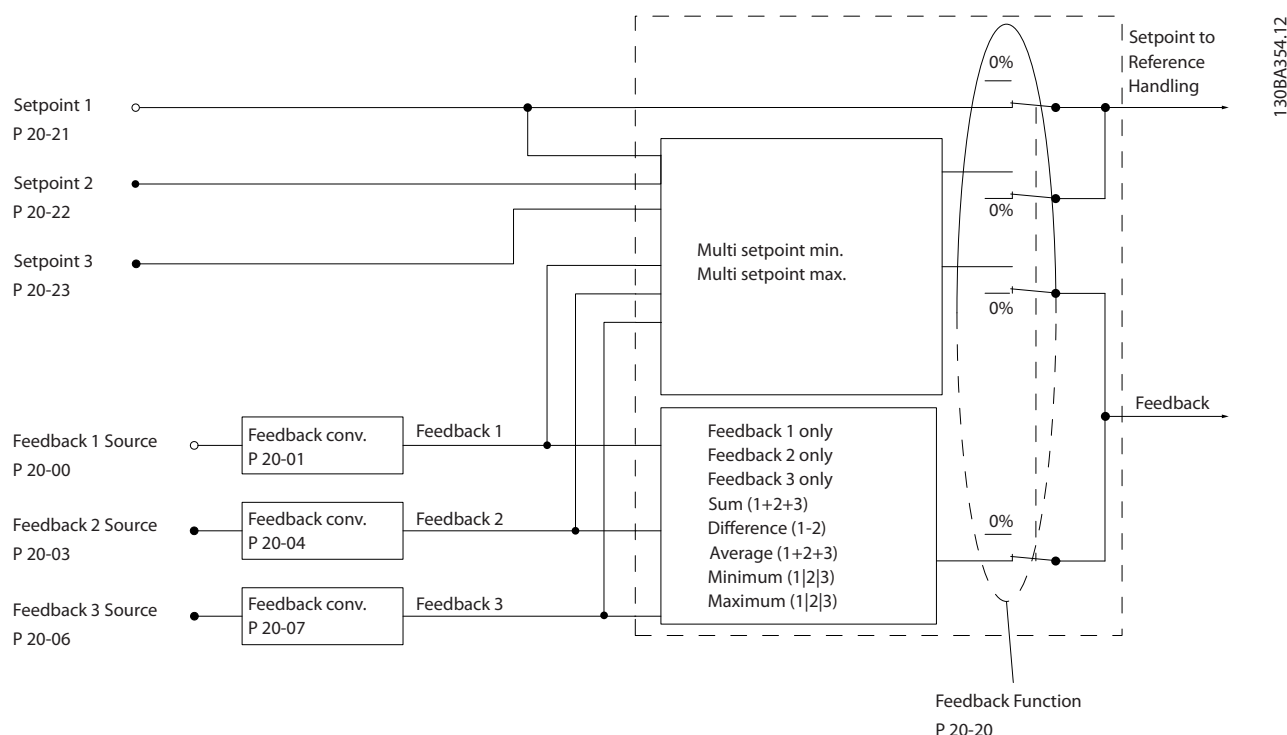 130BA354.12
Setpoint to
Reference
Handling
0%
Setpoint 1
P 20-21
Setpoint 2
P 20-22
0%
Setpoint 3
P 20-23
Multi setpoint min.
Multi setpoint max.
0%
Feedback
Feedback 1 Source
P 20-00
Feedback conv.
P 20-01
Feedback 1
Feedback 2 Source
P 20-03
Feedback conv.
P 20-04
Feedback 2
Feedback 3 Source
P 20-06
Feedback conv.
P 20-07
Feedback 3
Feedback 1 only
Feedback 2 only
Feedback 3 only
Sum (1+2+3)
Difference (1-2)
Average (1+2+3)
Minimum (1|2|3)
Maximum (1|2|3)
0%
Feedback Function
P 20-20